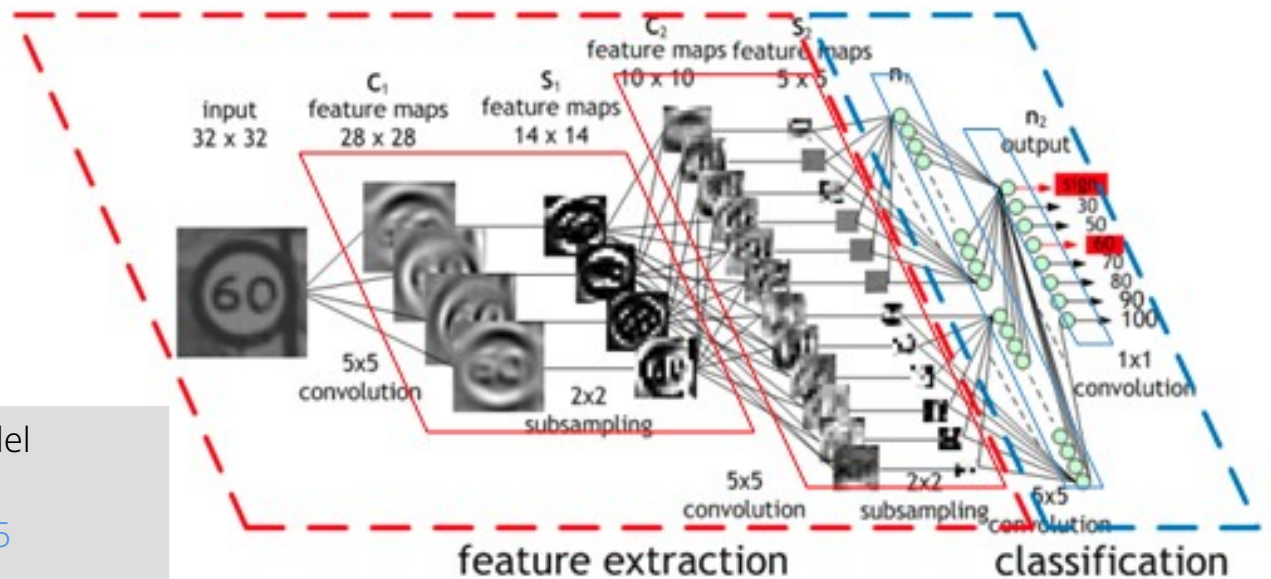 input
32 x 32
C1
feature maps
28 x 28
S1
feature maps
14 x 14
C2
feature maps
10 x 10
S2
feature maps
5 x 5
n1
n2
output
60
sign
30
50
60
70
80
90
100
5x5
convolution
2x2
subsampling
5x5
convolution
2x2
subsampling
5x5
convolution
1x1
convolution
feature extraction
classification